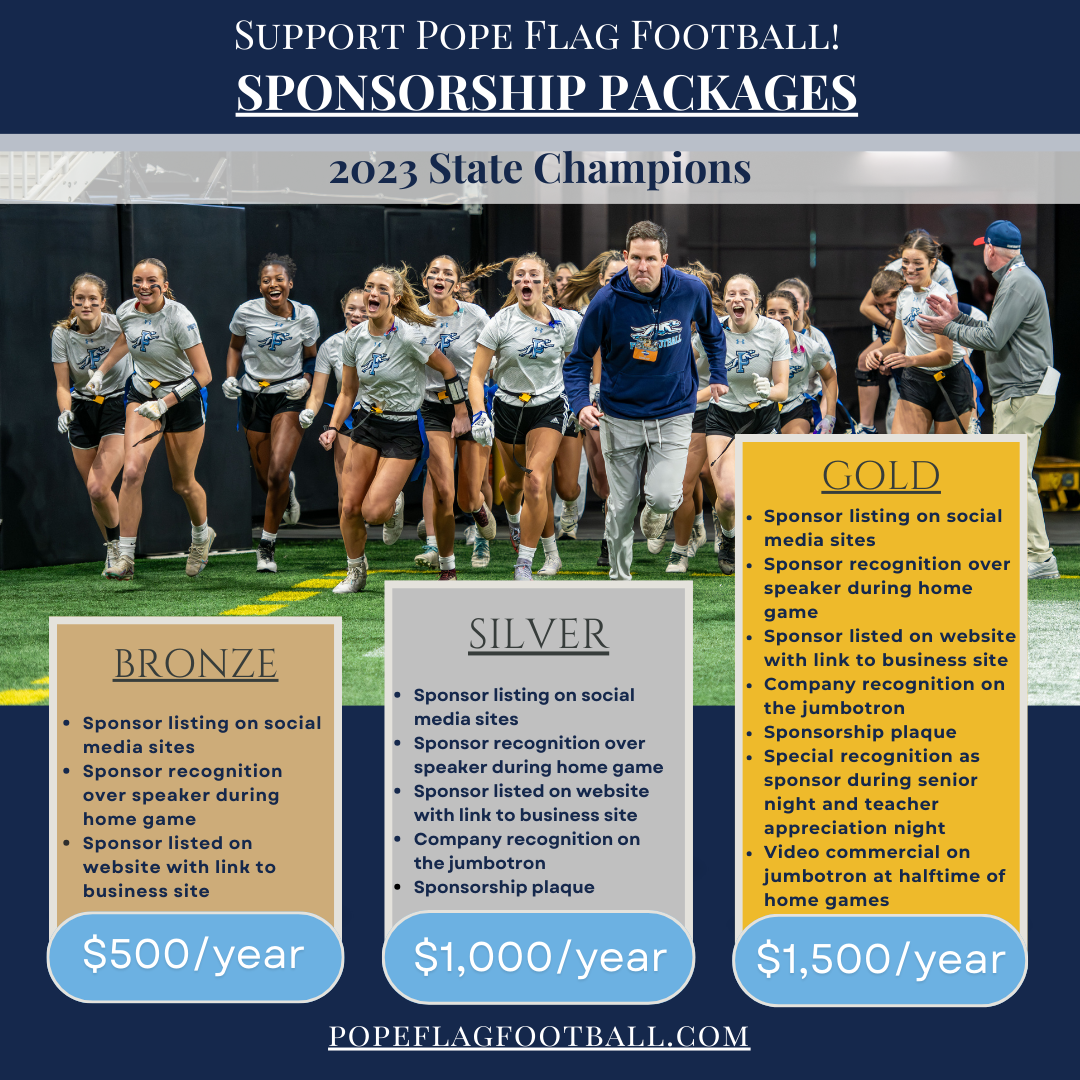 Support Pope Flag Football!
SPONSORSHIP PACKAGES
2023 State Champions
BRONZE
• Sponsor listing on social
media sites
• Sponsor recognition
over speaker during
home game
• Sponsor listed on
website with link to
business site
$500/year
SILVER
• Sponsor listing on social
media sites
• Sponsor recognition over
speaker during home game
• Sponsor listed on website
with link to business site
• Company recognition on
the jumbotron
• Sponsorship plaque
$1,000/year
GOLD
• Sponsor listing on social
media sites
• Sponsor recognition over
speaker during home
game
• Sponsor listed on website
with link to business site
• Company recognition on
the jumbotron
• Sponsorship plaque
• Special recognition as
sponsor during senior
night and teacher
appreciation night
• Video commercial on
jumbotron at halftime of
home games
$1,500/year
popeflagfootball.com